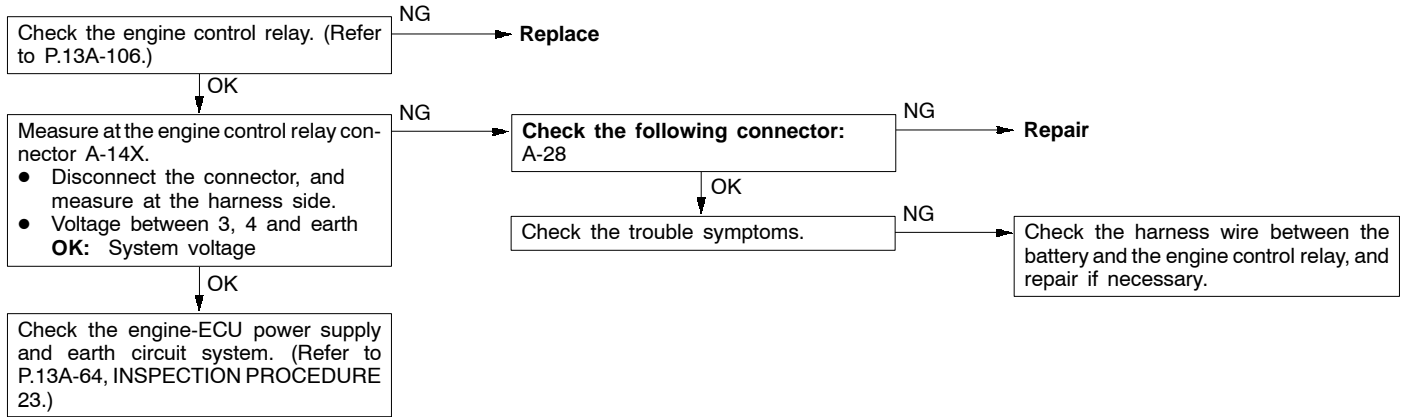 Check the engine control relay. (Refer
to P.13A-106.)
NG
Replace
OK
Measure at the engine control relay con-
nector A-14X.
● Disconnect the connector, and
measure at the harness side.
● Voltage between 3, 4 and earth
OK: System voltage
NG
Check the following connector:
A-28
NG
Repair
OK
Check the trouble symptoms.
NG
Check the harness wire between the
battery and the engine control relay, and
repair if necessary.
OK
Check the engine-ECU power supply
and earth circuit system. (Refer to
P.13A-64, INSPECTION PROCEDURE
23.)